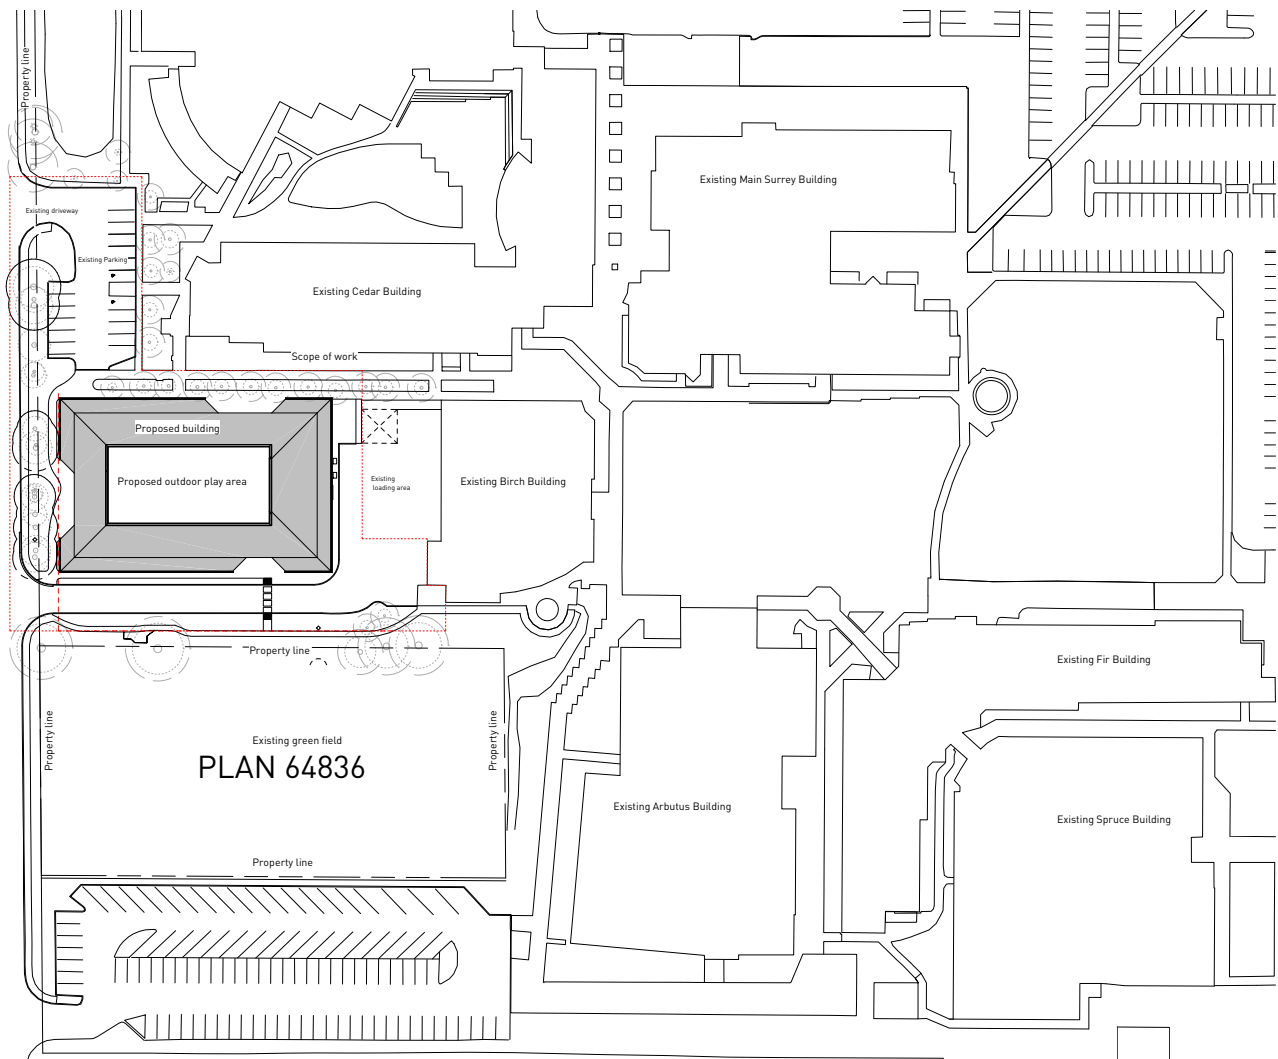 Property line
Existing Main Surrey Building
Existing driveway
Existing Parking
Existing Cedar Building
Scope of work
Proposed building
Proposed outdoor play area
Existing
loading area
Existing Birch Building
Property line
Existing Fir Building
Property line
Property line
Existing green field
PLAN 64836
Existing Arbutus Building
Existing Spruce Building
Property line